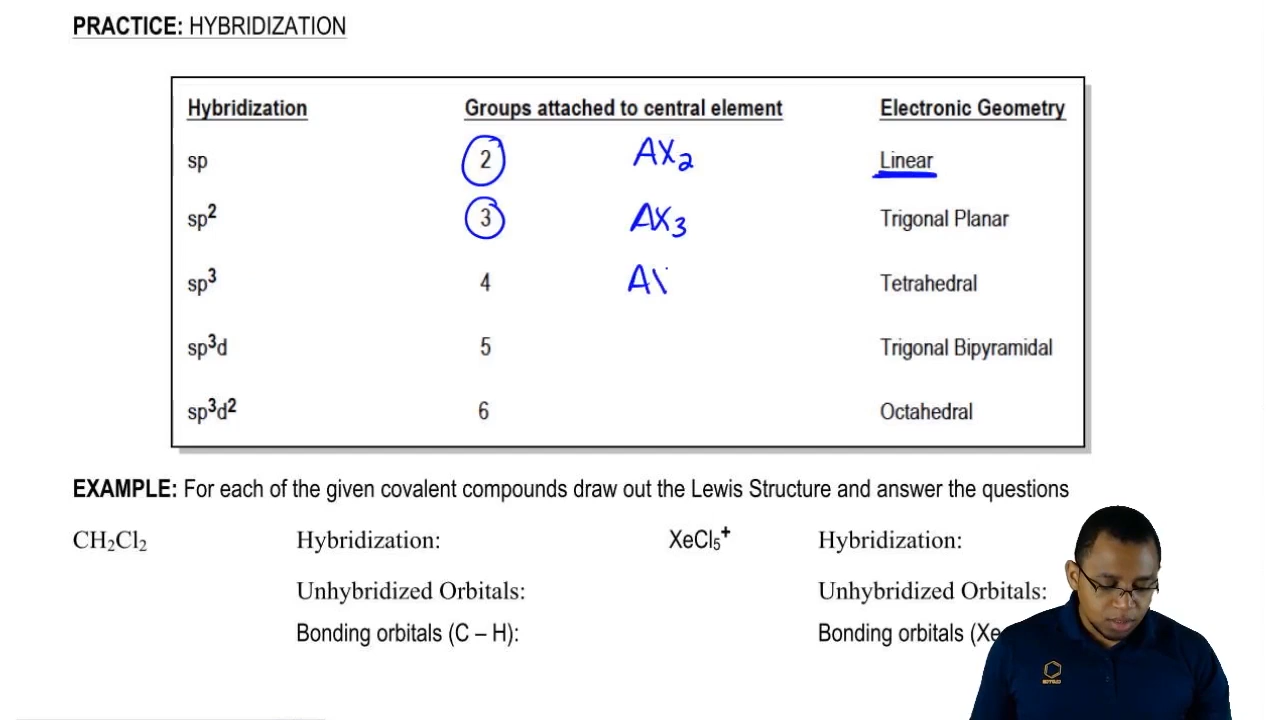 PRACTICE: HYBRIDIZATION
Hybridization Groups attached to central element Electronic Geometry
sp 2 AX₂ Linear
sp² 3 AX₃ Trigonal Planar
sp³ 4 A\ Tetrahedral
sp³d 5 Trigonal Bipyramidal
sp³d² 6 Octahedral
EXAMPLE: For each of the given covalent compounds draw out the Lewis Structure and answer the questions
CH₂Cl₂ Hybridization: XeCl₅⁺ Hybridization:
Unhybridized Orbitals: Unhybridized Orbitals:
Bonding orbitals (C – H): Bonding orbitals (Xe